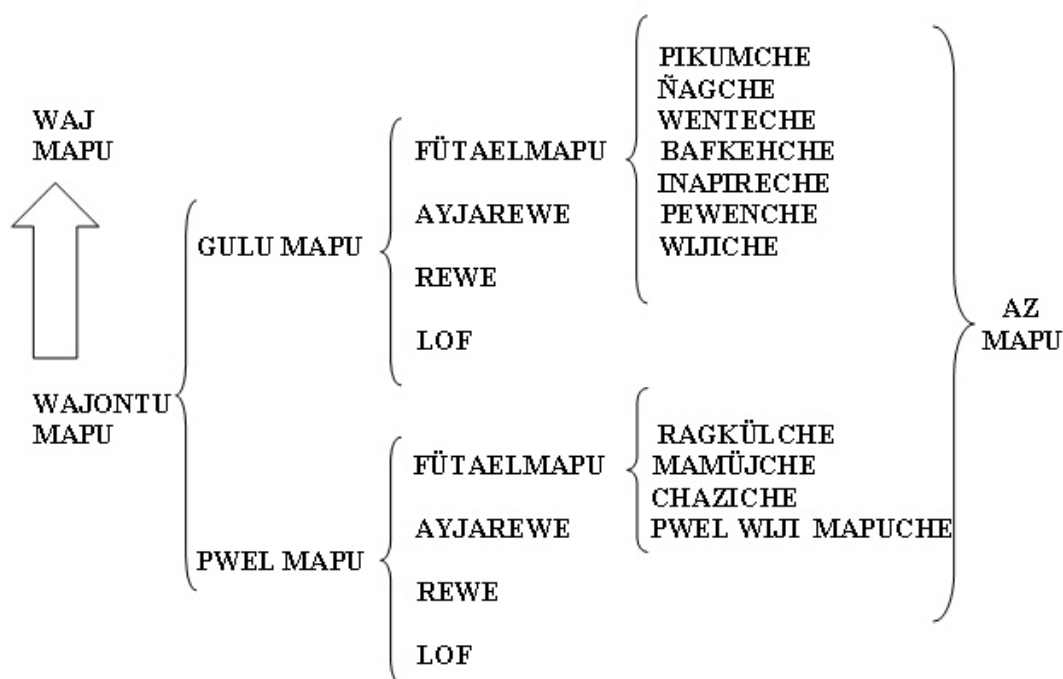 WAJ
MAPU
WAJONTU
MAPU
GULU MAPU
FÜTAELMAPU
AYJAREWE
REWE
LOF
PIKUMCHE
ÑAGCHE
WENTECHE
BAFKEHCHE
INAPIRECHE
PEWENCHE
WIJICHE
PWEL MAPU
FÜTAELMAPU
AYJAREWE
REWE
LOF
RAGKÜLCHE
MAMÜJCHE
CHAZICHE
PWEL WIJI MAPUCHE
AZ
MAPU